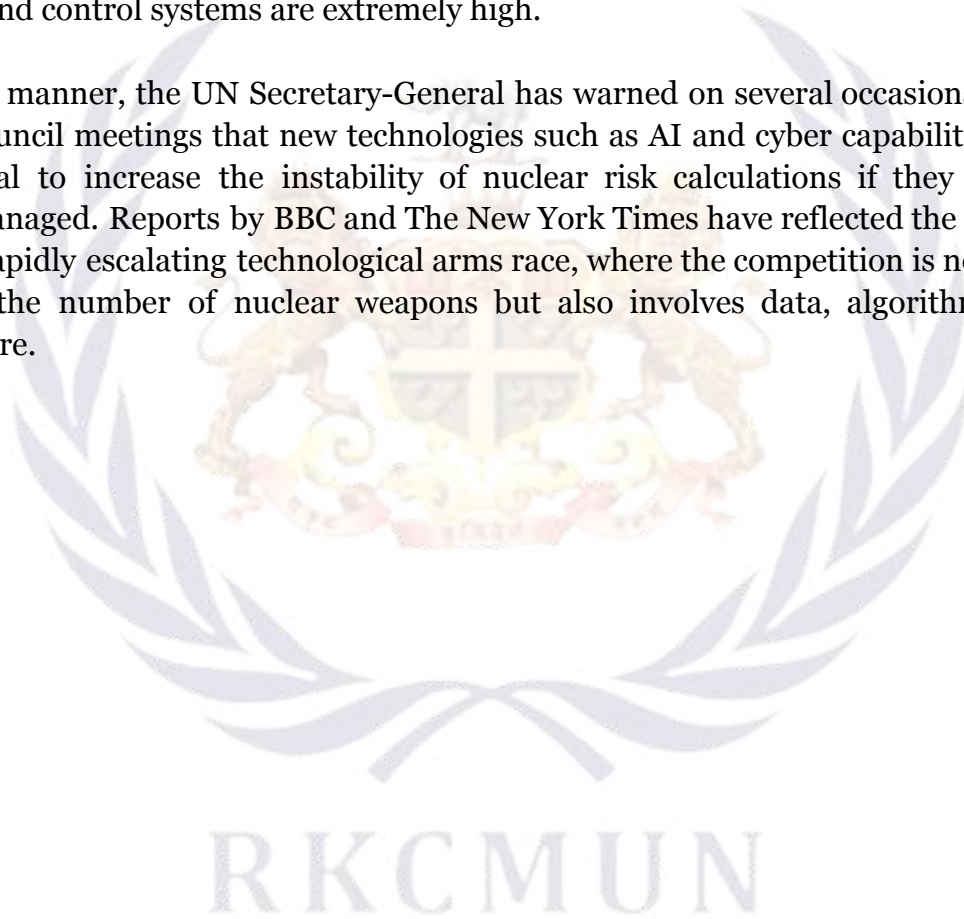 nd control systems are extremely high.
manner, the UN Secretary-General has warned on several occasions
ouncil meetings that new technologies such as AI and cyber capabilit
al to increase the instability of nuclear risk calculations if they
anaged. Reports by BBC and The New York Times have reflected the
apidly escalating technological arms race, where the competition is n
the number of nuclear weapons but also involves data, algorithm
re.
RKCMUN